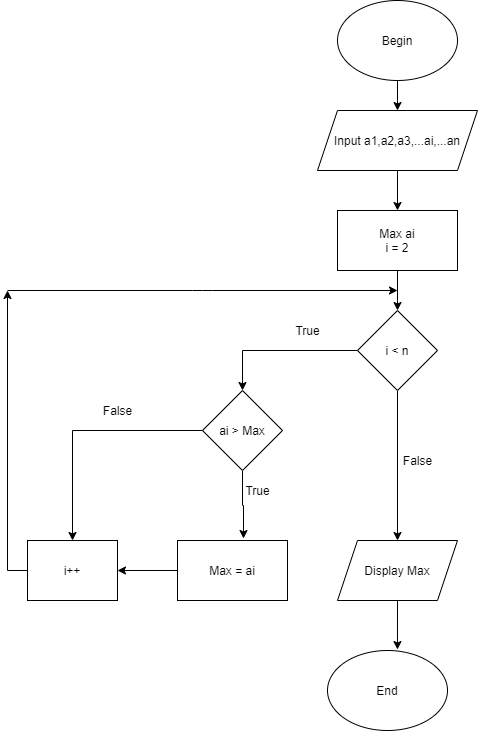 Begin
Input a1,a2,a3,...ai,...an
Max ai
i = 2
True
i < n
False
ai > Max
False
True
i++
Max = ai
Display Max
End